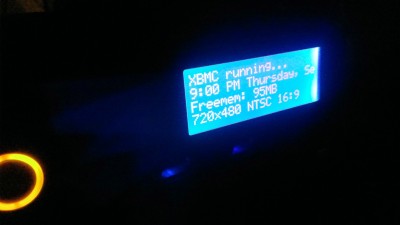 XBMC running...
9:00 PM Thursday, Se
Freemem: 95MB
720x480 NTSC 16:9